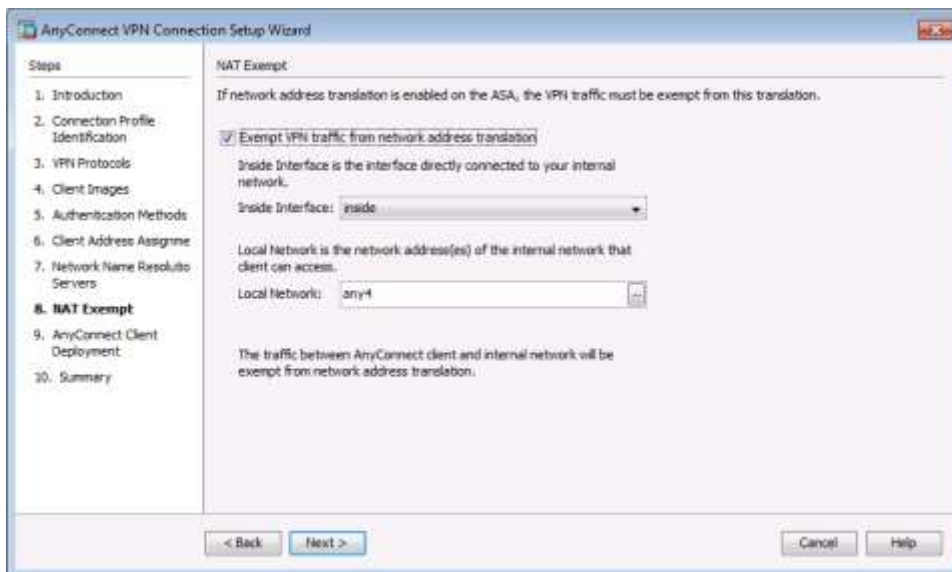 AnyConnect VPN Connection Setup Wizard
Steps
1. Introduction
2. Connection Profile
Identification
3. VPN Protocols
4. Client Images
5. Authentication Methods
6. Client Address Assignme
7. Network Name Resolutio
Servers
8. NAT Exempt
9. AnyConnect Client
Deployment
10. Summary
NAT Exempt
If network address translation is enabled on the ASA, the VPN traffic must be exempt from this translation.
Exempt VPN traffic from network address translation
Inside Interface is the interface directly connected to your internal
network.
Inside Interface: inside
Local Network is the network address(es) of the internal network that
client can access.
Local Network: any4
...
The traffic between AnyConnect client and internal network will be
exempt from network address translation.
< Back Next > Cancel Help